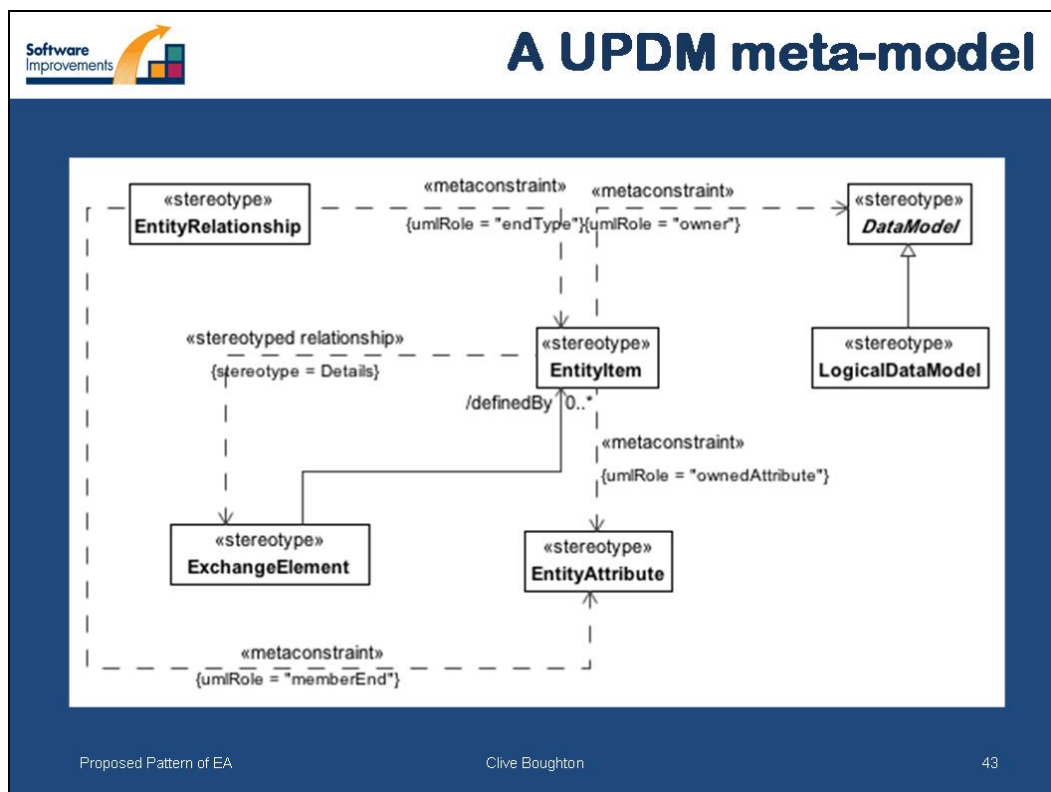 Software
Improvements
A UPDM meta-model
«stereotype»
EntityRelationship
«metaconstraint»
{umlRole = "endType"}
«metaconstraint»
{umlRole = "owner"}
«stereotype»
DataModel
«stereotyped relationship»
{stereotype = Details}
«stereotype»
EntityItem
«stereotype»
LogicalDataModel
/definedBy 0..*
«metaconstraint»
{umlRole = "ownedAttribute"}
«stereotype»
ExchangeElement
«stereotype»
EntityAttribute
«metaconstraint»
{umlRole = "memberEnd"}
Proposed Pattern of EA
Clive Boughton
43